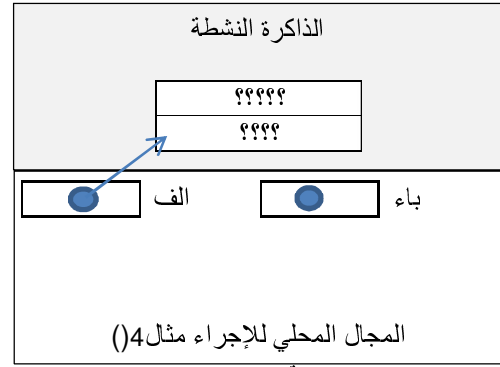 الذاكرة النشطة
؟؟؟؟؟
؟؟؟؟
باء
الف
المجال المحلي للإجراء مثال4()